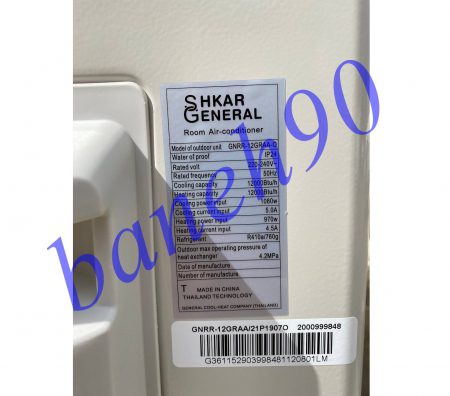 SHKAR
GENERAL
Room Air-conditioner
Model of outdoor unit GNRR-12GRAA-O
Water of proof IP24
Rated volt 220-240V~
Rated frequency 50Hz
Cooling capacity 12000Btu/h
Heating capacity 12000Btu/h
Cooling power input 1080w
Cooling current input 5.0A
Heating power input 970w
Heating current input 4.5A
Refrigerant R410a/760g
Outdoor max operating pressure of
heat exchanger 4.2MPa
Date of manufacture
Number of manufacture
T MADE IN CHINA
THAILAND TECHNOLOGY
GENERAL COOL-HEAT COMPANY (THAILAND)
GNRR-12GRAA/21P1907O 2000999848
G361152903998481120801LM
baneh90